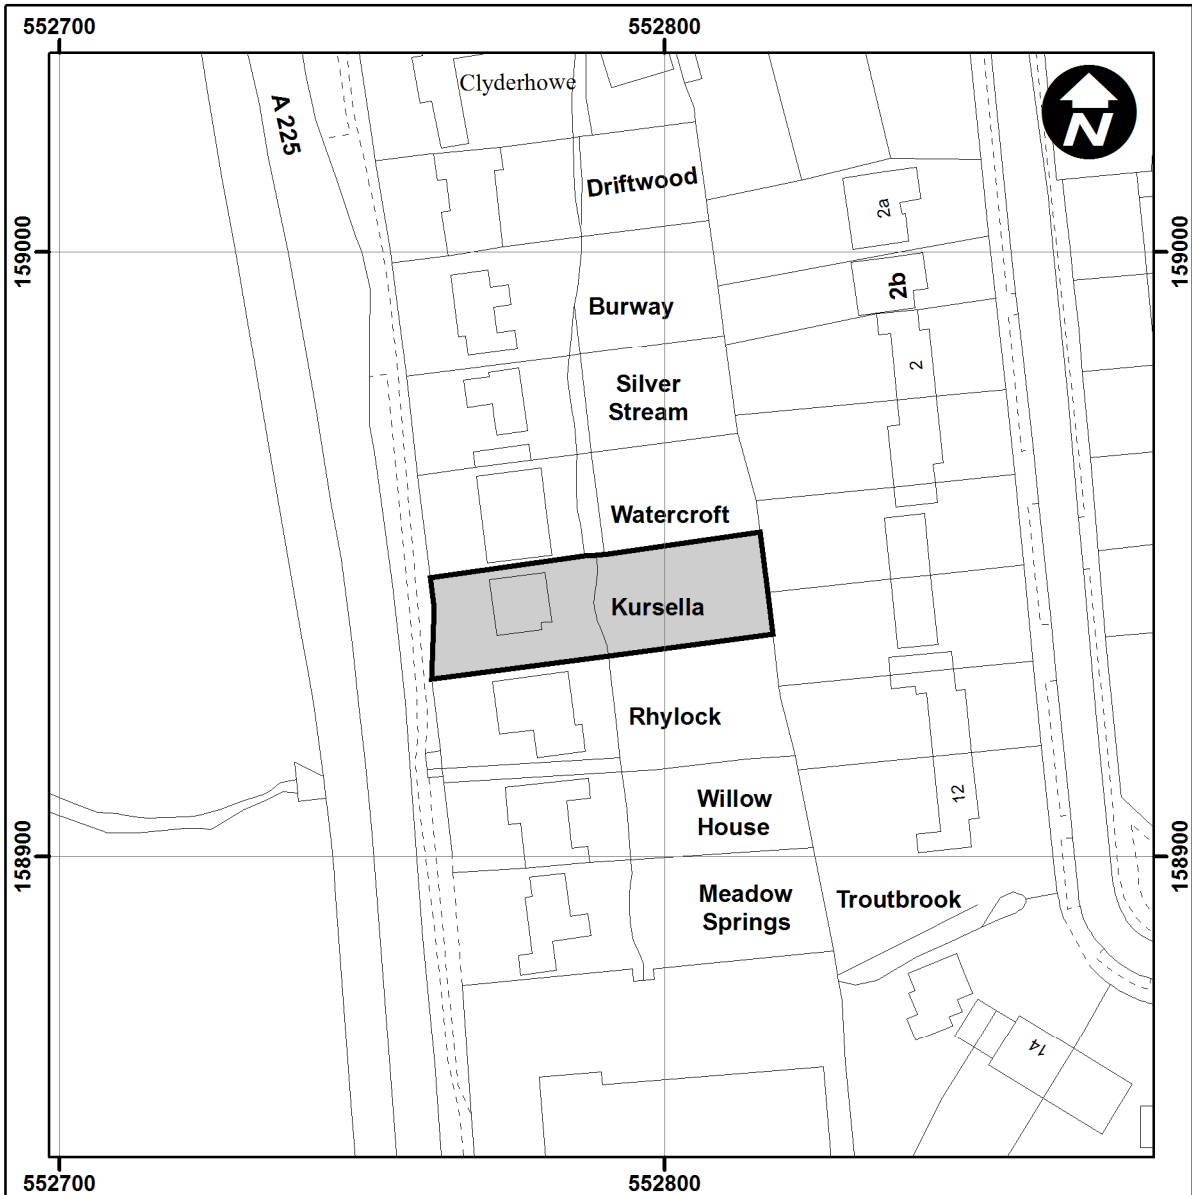 552700
552800
Clyderhowe
A 225
N
Driftwood
2a
159000
159000
2b
Burway
2
Silver
Stream
Watercroft
Kursella
Rhylock
Willow
House
12
158900
158900
Meadow
Springs
Troutbrook
14
552700
552800